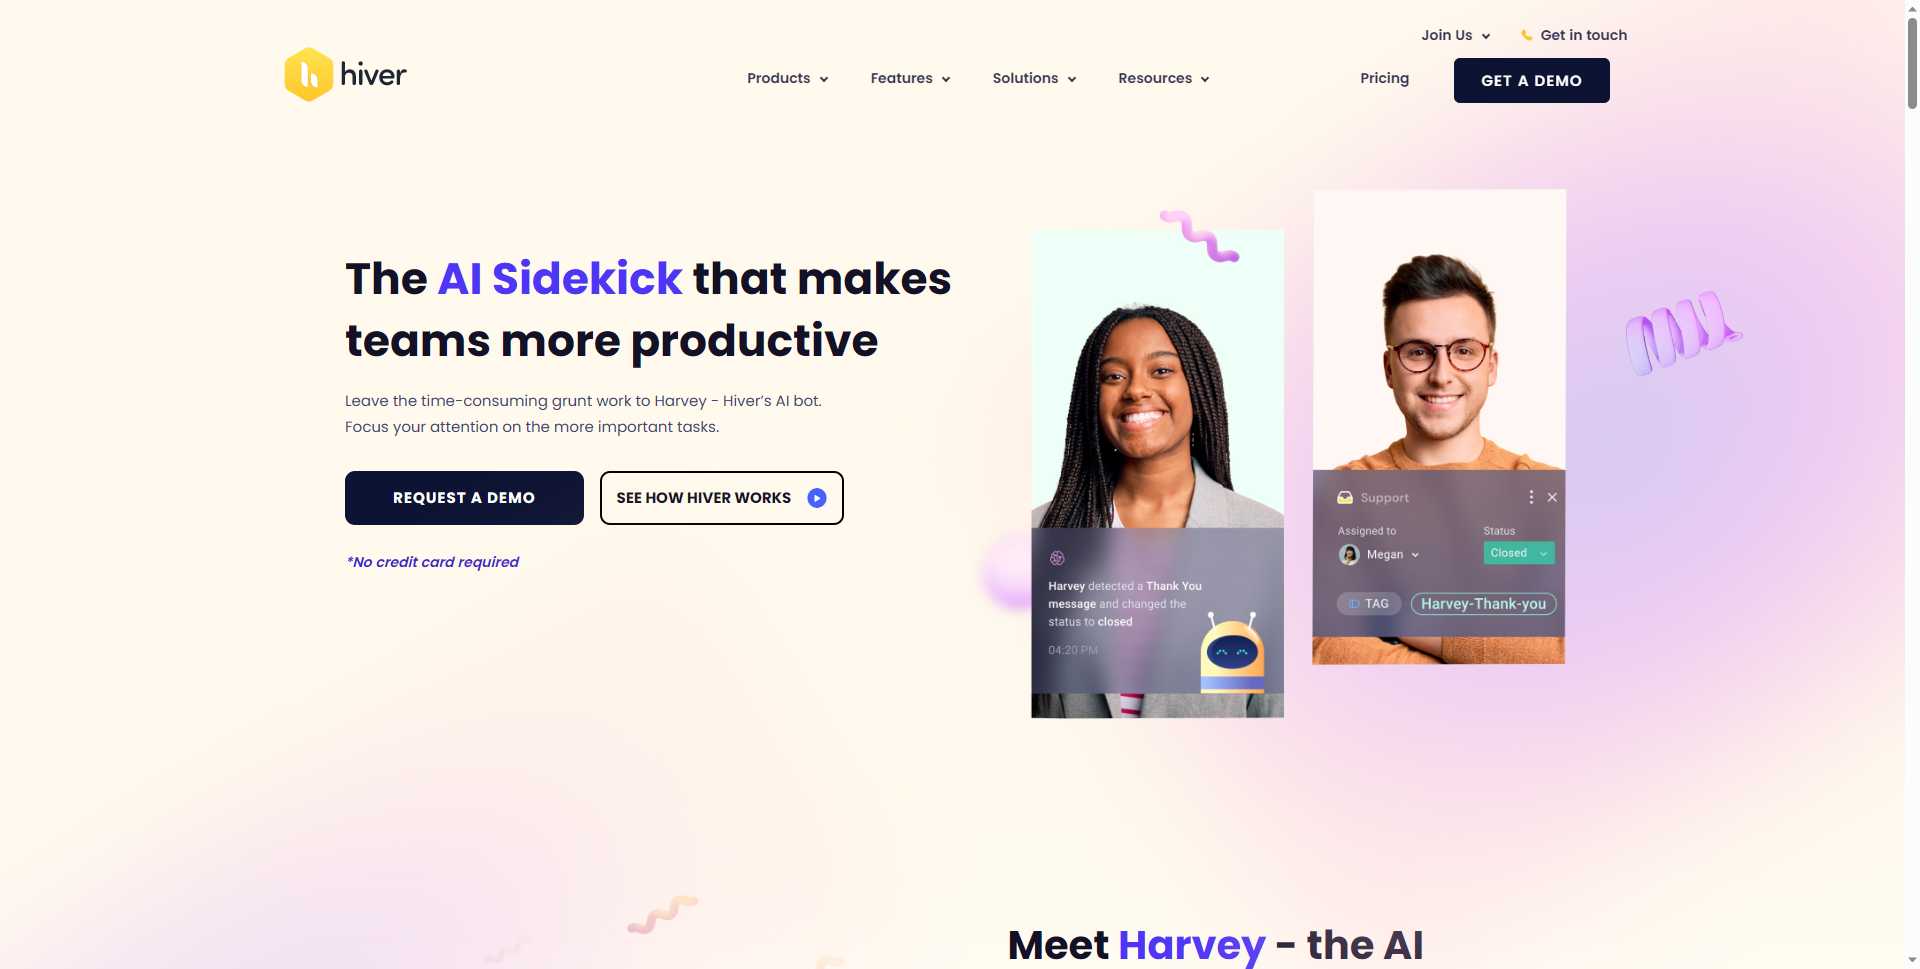 Join Us
Get in touch
hiver
Products
Features
Solutions
Resources
Pricing
GET A DEMO
The AI Sidekick that makes
teams more productive
Leave the time-consuming grunt work to Harvey - Hiver’s AI bot.
Focus your attention on the more important tasks.
REQUEST A DEMO
SEE HOW HIVER WORKS
*No credit card required
Harvey detected a Thank You
message and changed the
status to closed
04:20 PM
Support
Assigned to
Status
Megan
Closed
TAG
Harvey-Thank-you
Meet Harvey - the AI